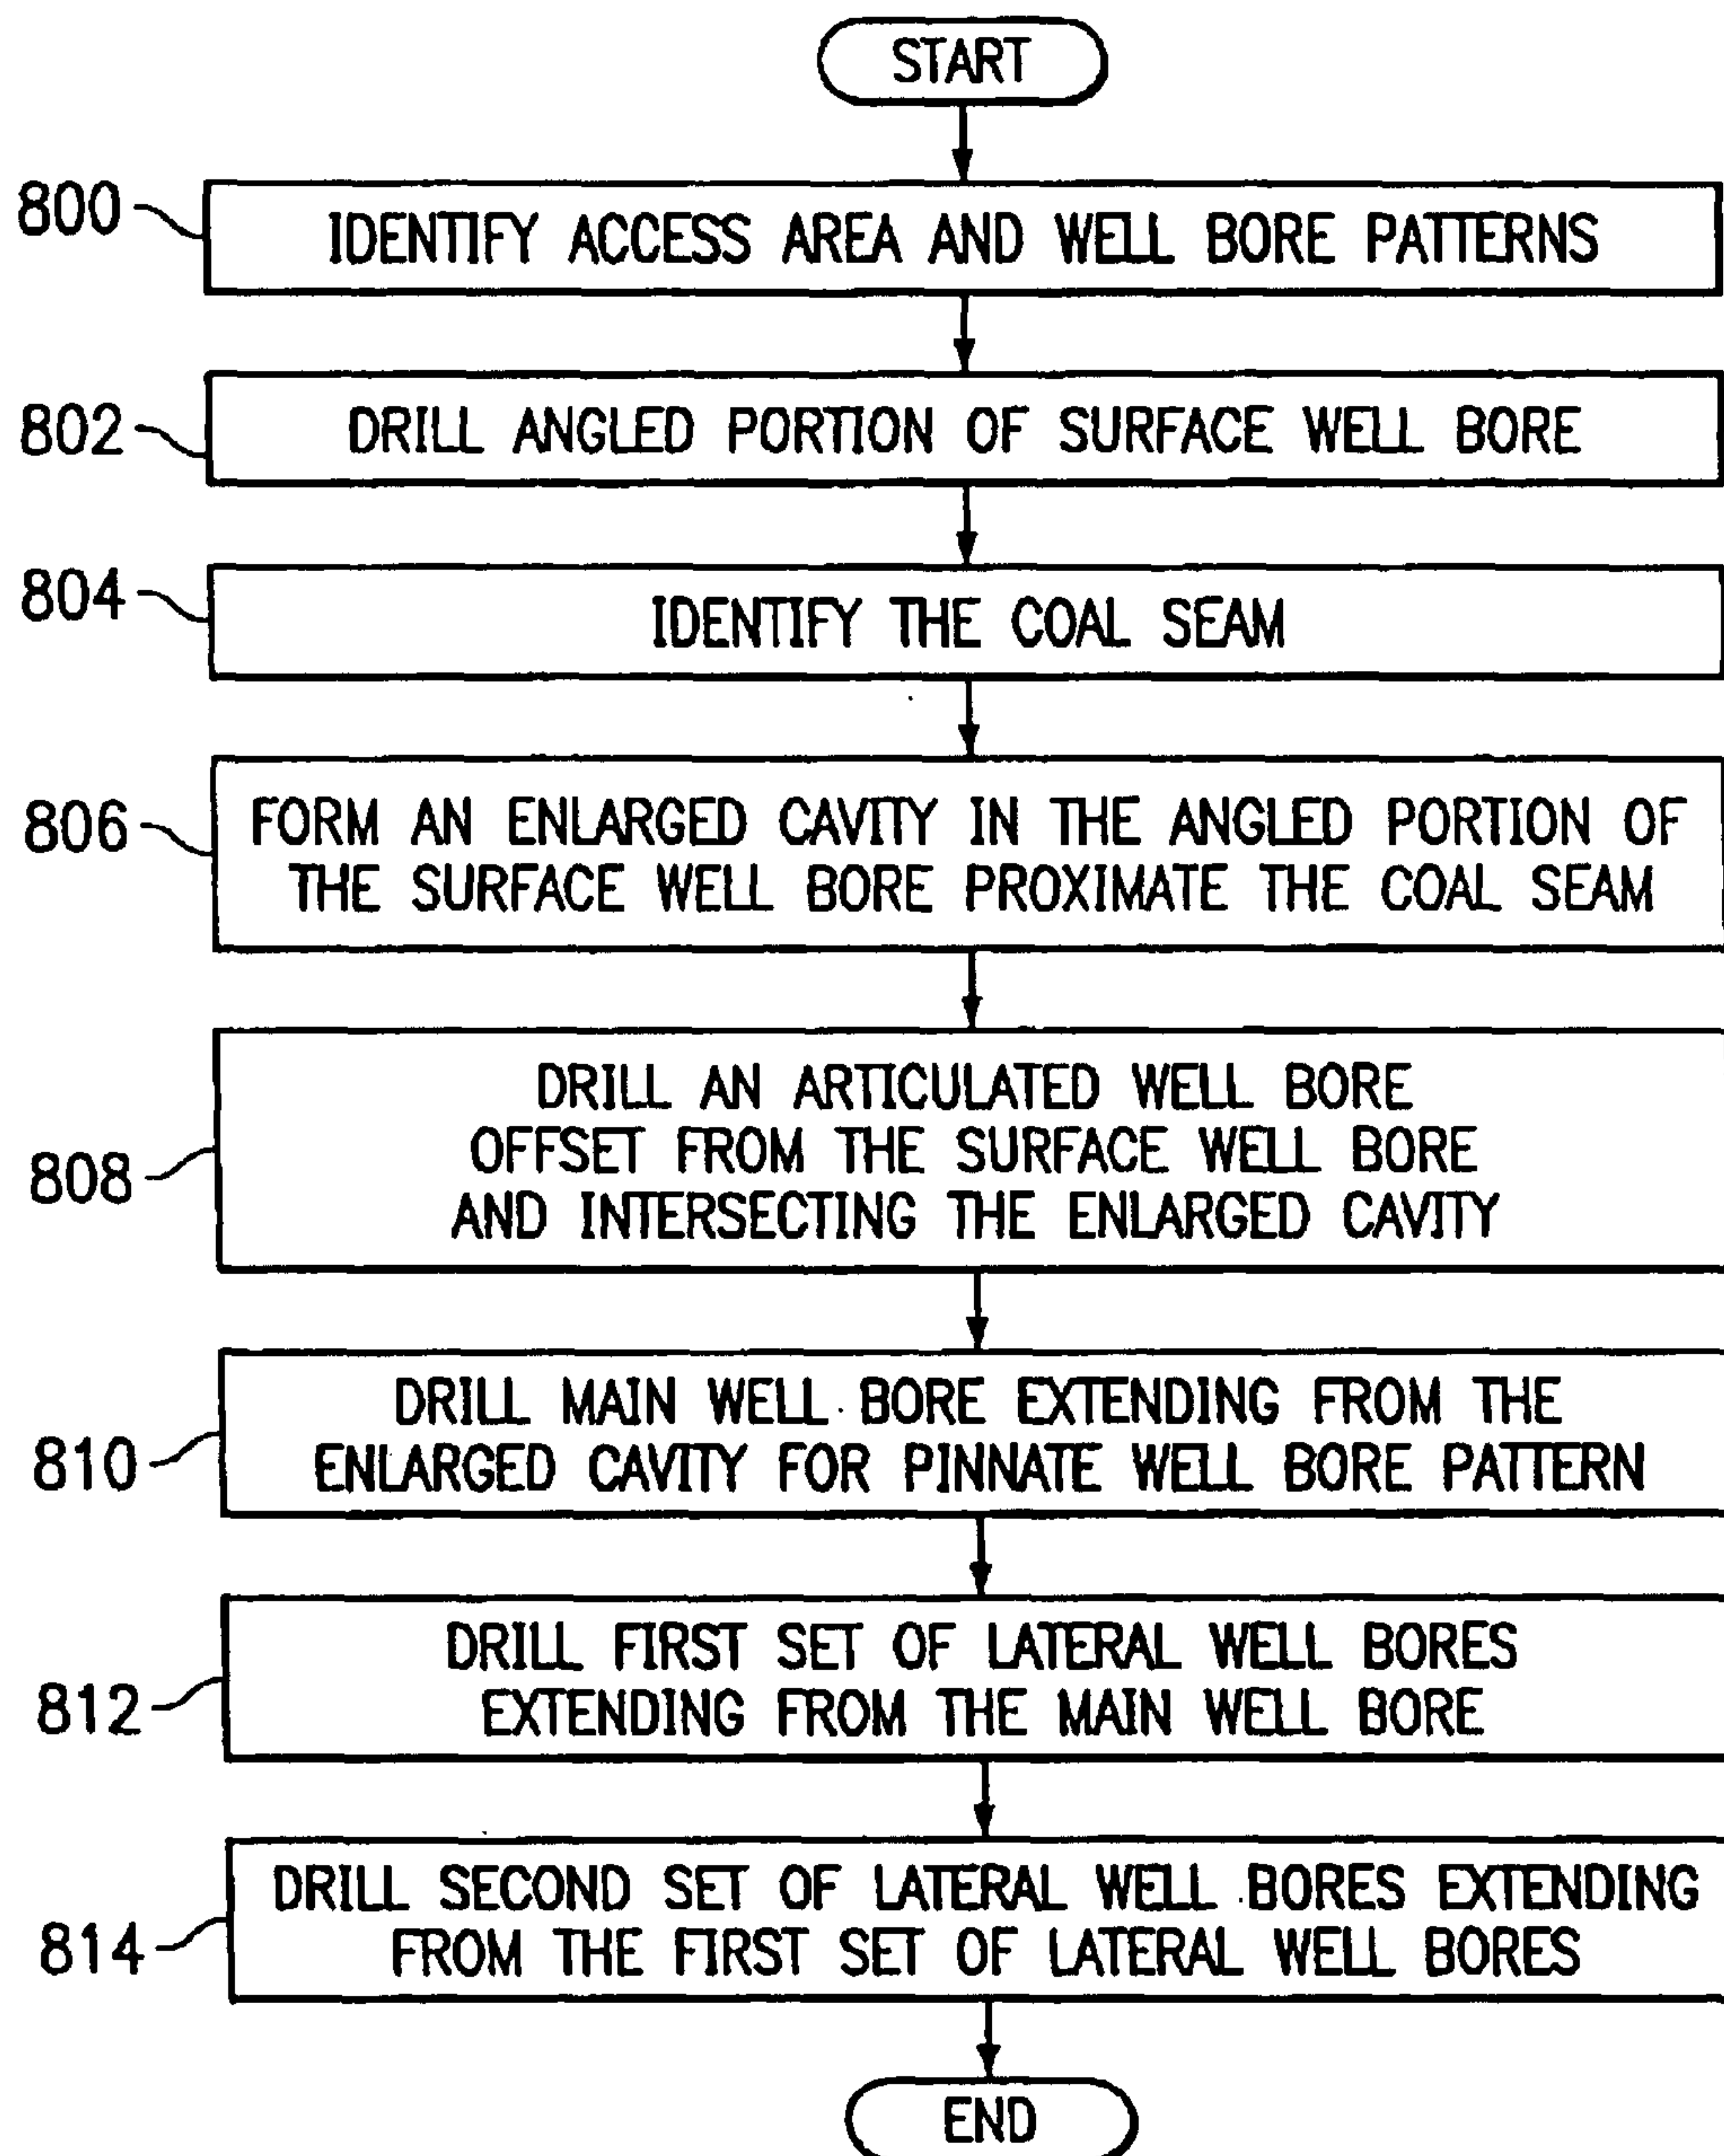 START
800
IDENTIFY ACCESS AREA AND WELL BORE PATTERNS
802
DRILL ANGLED PORTION OF SURFACE WELL BORE
804
IDENTIFY THE COAL SEAM
806
FORM AN ENLARGED CAVITY IN THE ANGLED PORTION OF
THE SURFACE WELL BORE PROXIMATE THE COAL SEAM
808
DRILL AN ARTICULATED WELL BORE
OFFSET FROM THE SURFACE WELL BORE
AND INTERSECTING THE ENLARGED CAVITY
810
DRILL MAIN WELL BORE EXTENDING FROM THE
ENLARGED CAVITY FOR PINNATE WELL BORE PATTERN
812
DRILL FIRST SET OF LATERAL WELL BORES
EXTENDING FROM THE MAIN WELL BORE
814
DRILL SECOND SET OF LATERAL WELL BORES EXTENDING
FROM THE FIRST SET OF LATERAL WELL BORES
END